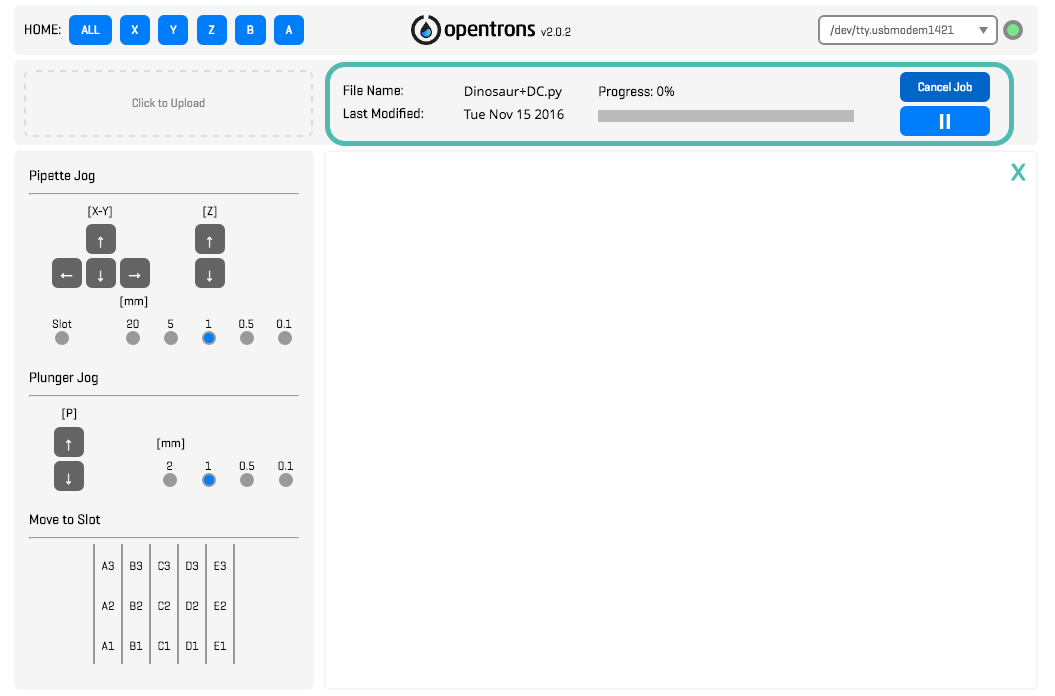 HOME: ALL X Y Z B A
opentrons v2.0.2
/dev/tty.usbmodem1421
Click to Upload
File Name: Dinosaur+DC.py Progress: 0%
Last Modified: Tue Nov 15 2016
Cancel Job
X
Pipette Jog
[X-Y] [Z]
↑ ↑
← ↓ → ↓
[mm]
Slot 20 5 1 0.5 0.1
Plunger Jog
[P]
↑
[mm]
↓
2 1 0.5 0.1
Move to Slot
A3 B3 C3 D3 E3
A2 B2 C2 D2 E2
A1 B1 C1 D1 E1